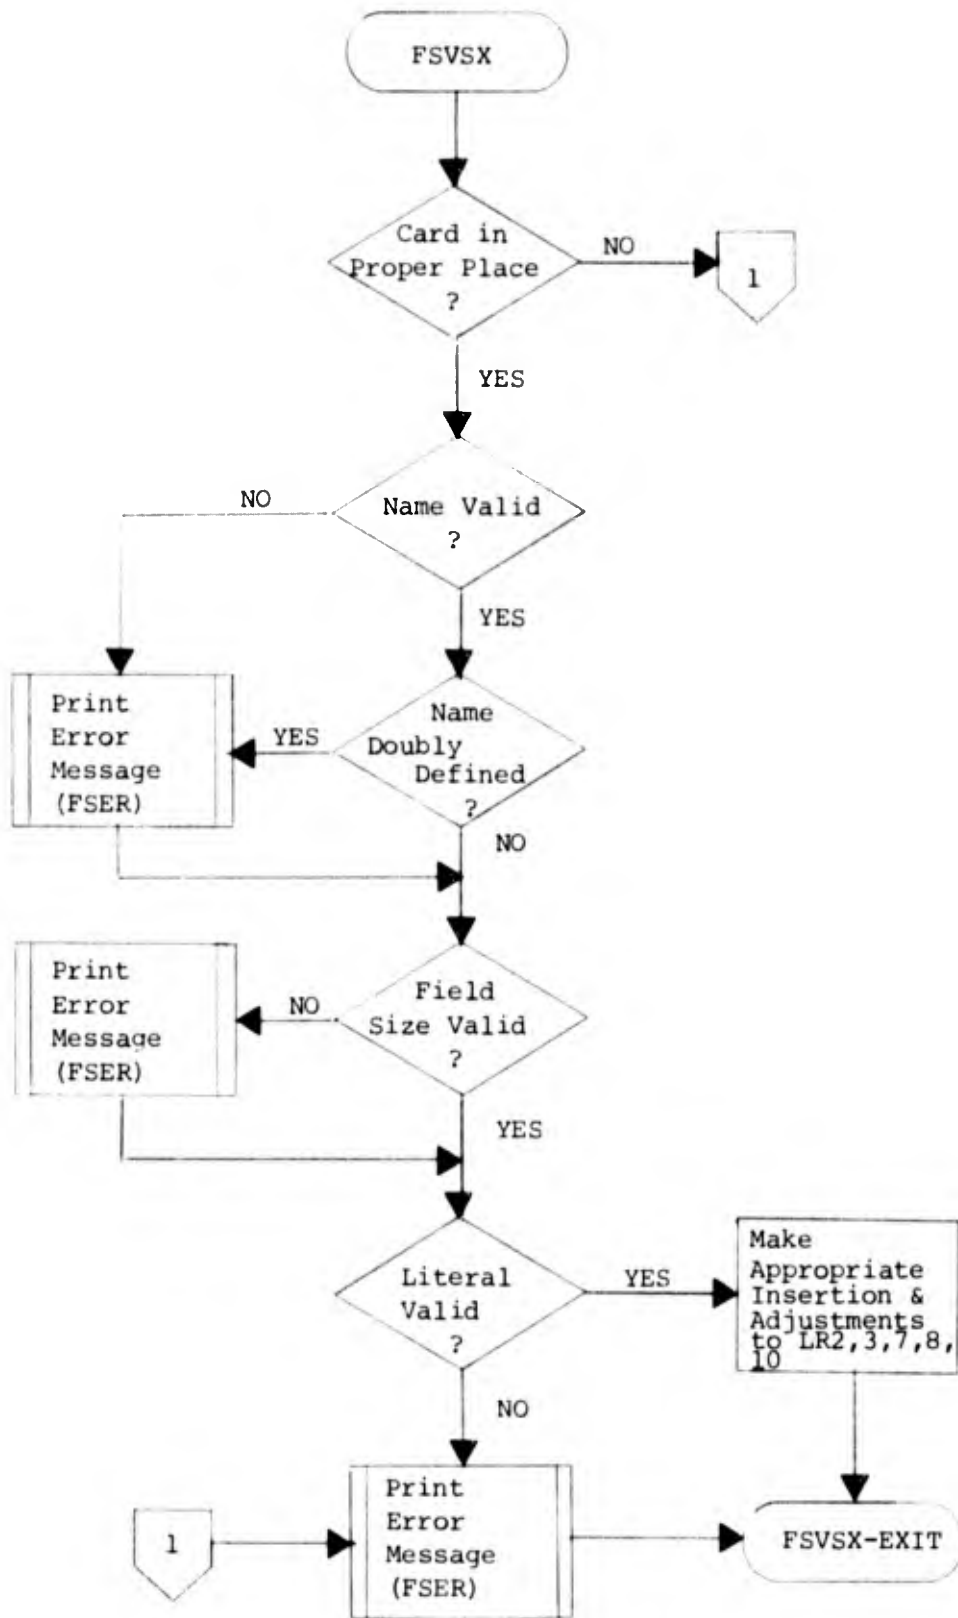 FSVSX
Card in
Proper Place
?
NO
1
YES
Name Valid
?
NO
YES
Name
Doubly
Defined
?
YES
Print
Error
Message
(FSER)
NO
Field
Size Valid
?
NO
Print
Error
Message
(FSER)
YES
Literal
Valid
?
YES
Make
Appropriate
Insertion &
Adjustments
to LR2,3,7,8,
10
NO
1
Print
Error
Message
(FSER)
FSVSX-EXIT